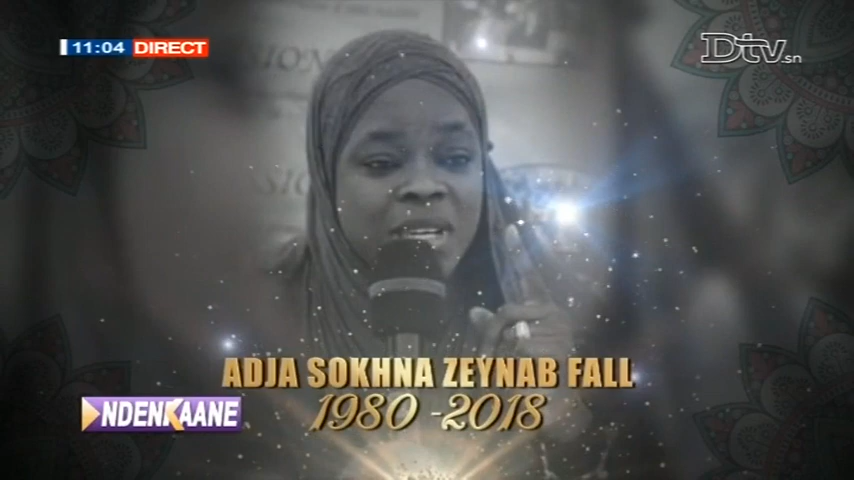 11:04 DIRECT
Dtv.sn
ADJA SOKHNA ZEYNAB FALL
1980 -2018
NDENKAANE